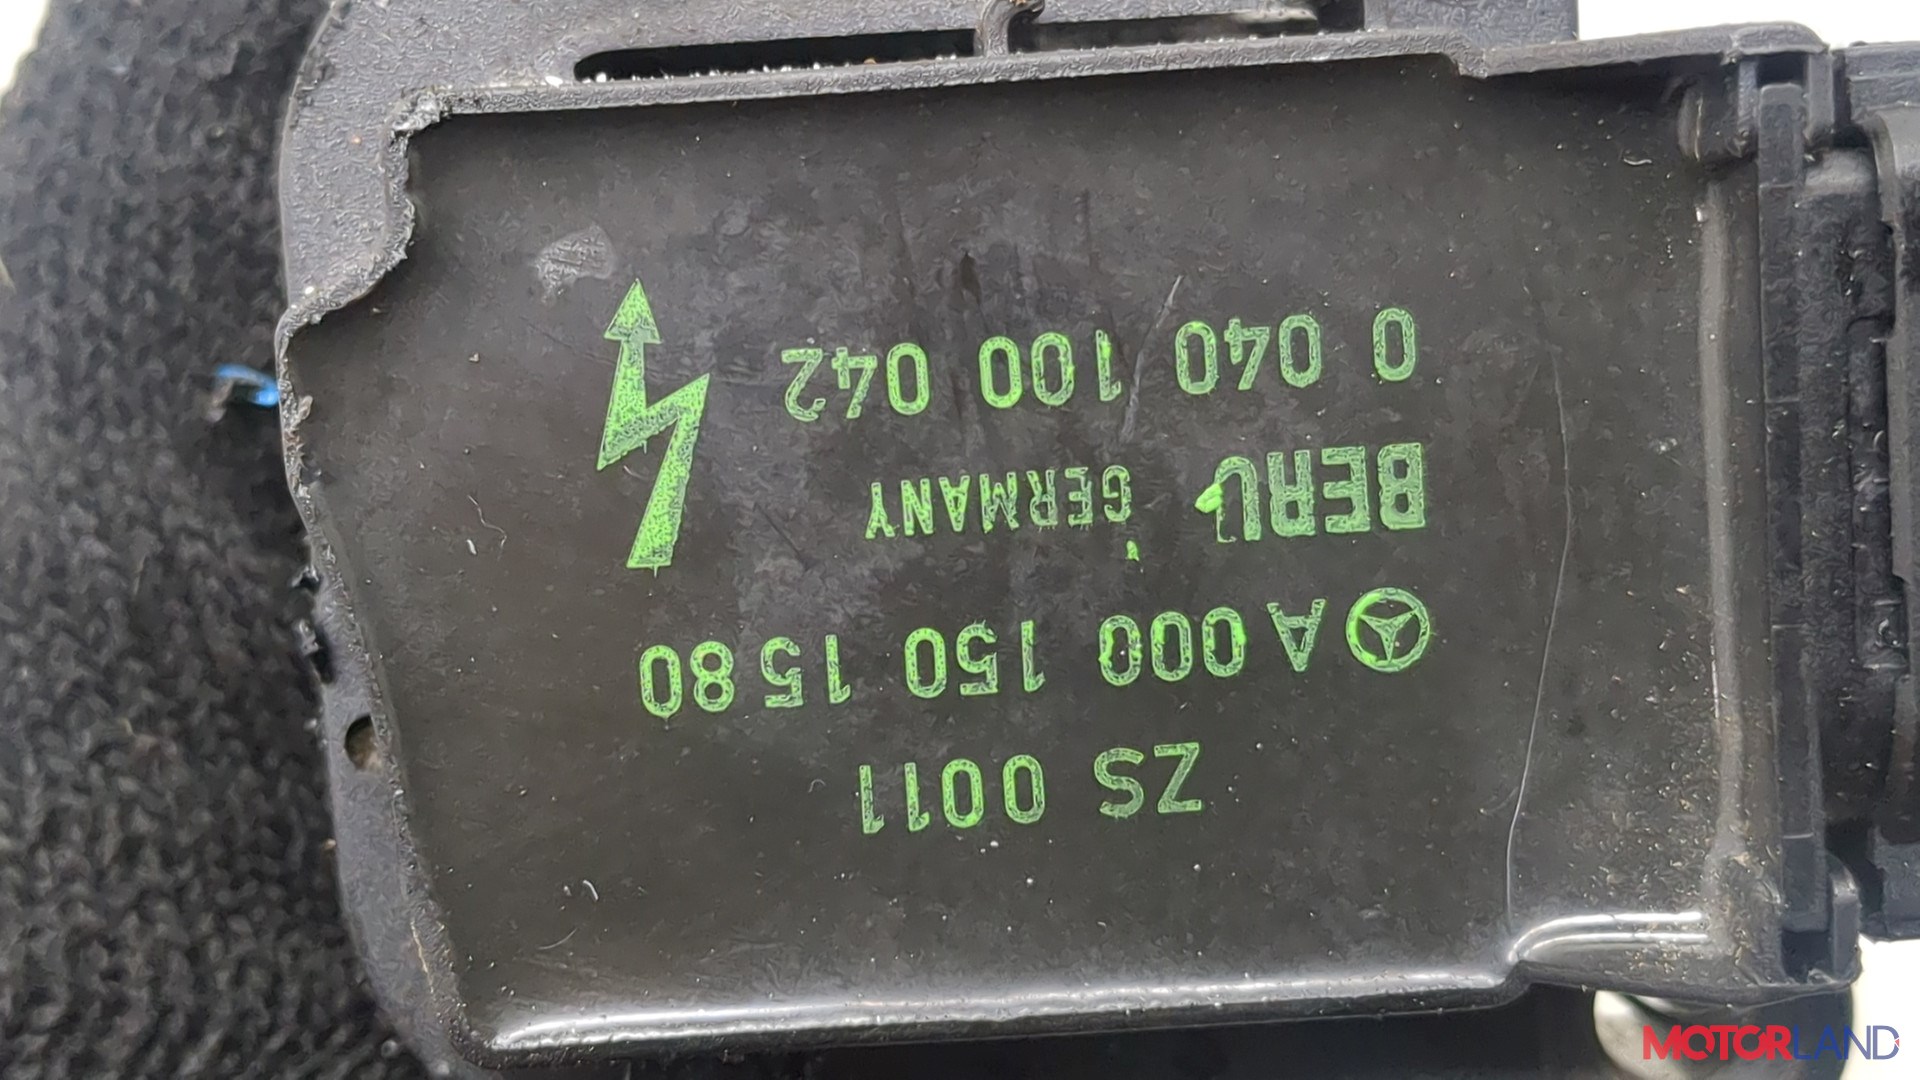 ZS 0011
A 000 150 15 80
BERU GERMANY
0 040 100 042
MOTORLAND